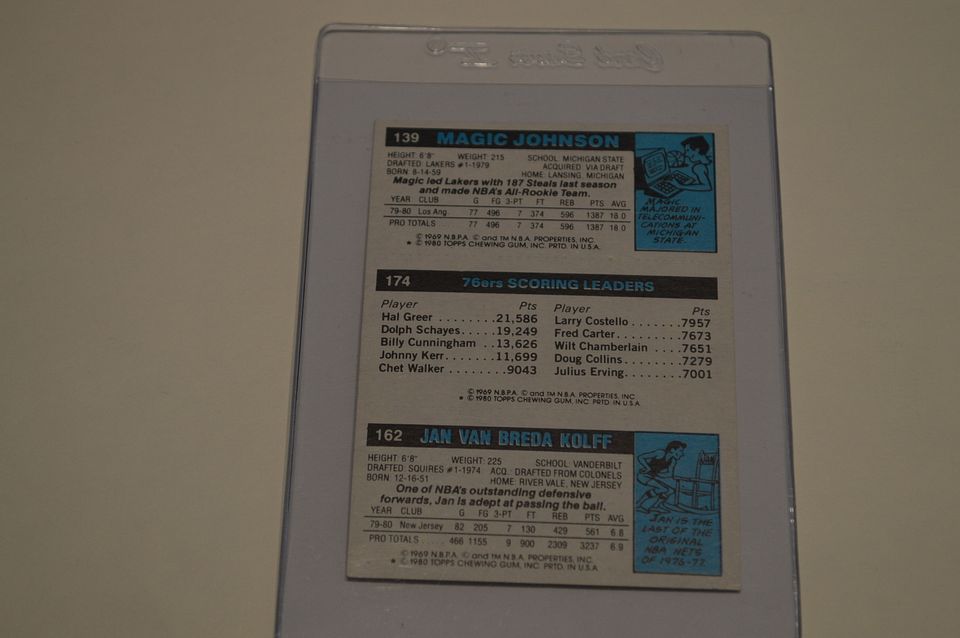 Card Saver II
139 MAGIC JOHNSON
HEIGHT: 6'8" WEIGHT: 215 SCHOOL: MICHIGAN STATE
DRAFTED: LAKERS #1-1979 ACQUIRED: VIA DRAFT
BORN: 8-14-59 HOME: LANSING, MICHIGAN
Magic led Lakers with 187 Steals last season
and made NBA's All-Rookie Team.
YEAR CLUB G FG 3-PT FT REB PTS AVG
79-80 Los Ang. 77 496 7 374 596 1387 18.0
PRO TOTALS 77 496 7 374 596 1387 18.0
© 1969 N.B.P.A. © and TM N.B.A. PROPERTIES, INC.
* © 1980 TOPPS CHEWING GUM, INC. PRTD. IN U.S.A.
MAGIC
MAJORED IN
TELECOMMUNI-
CATIONS AT
MICHIGAN
STATE.
174 76ers SCORING LEADERS
Player Pts Player Pts
Hal Greer ........21,586 Larry Costello .......7957
Dolph Schayes.....19,249 Fred Carter.........7673
Billy Cunningham ..13,626 Wilt Chamberlain ....7651
Johnny Kerr.......11,699 Doug Collins........7279
Chet Walker ........9043 Julius Erving........7001
© 1969 N.B.P.A. © and TM N.B.A. PROPERTIES, INC.
* © 1980 TOPPS CHEWING GUM, INC. PRTD. IN U.S.A.
162 JAN VAN BREDA KOLFF
HEIGHT: 6'8" WEIGHT: 225 SCHOOL: VANDERBILT
DRAFTED: SQUIRES #1-1974 ACQ. DRAFTED FROM COLONELS
BORN: 12-16-51 HOME: RIVER VALE, NEW JERSEY
One of NBA's outstanding defensive
forwards, Jan is adept at passing the ball.
YEAR CLUB G FG 3-PT FT REB PTS AVG
79-80 New Jersey 82 205 7 130 429 561 6.8
PRO TOTALS ..... 466 1155 9 900 2309 3237 6.9
© 1969 N.B.P.A. © and TM N.B.A. PROPERTIES, INC.
* © 1980 TOPPS CHEWING GUM, INC. PRTD. IN U.S.A.
JAN IS THE
LAST OF THE
ORIGINAL
NBA NETS
OF 1976-77.